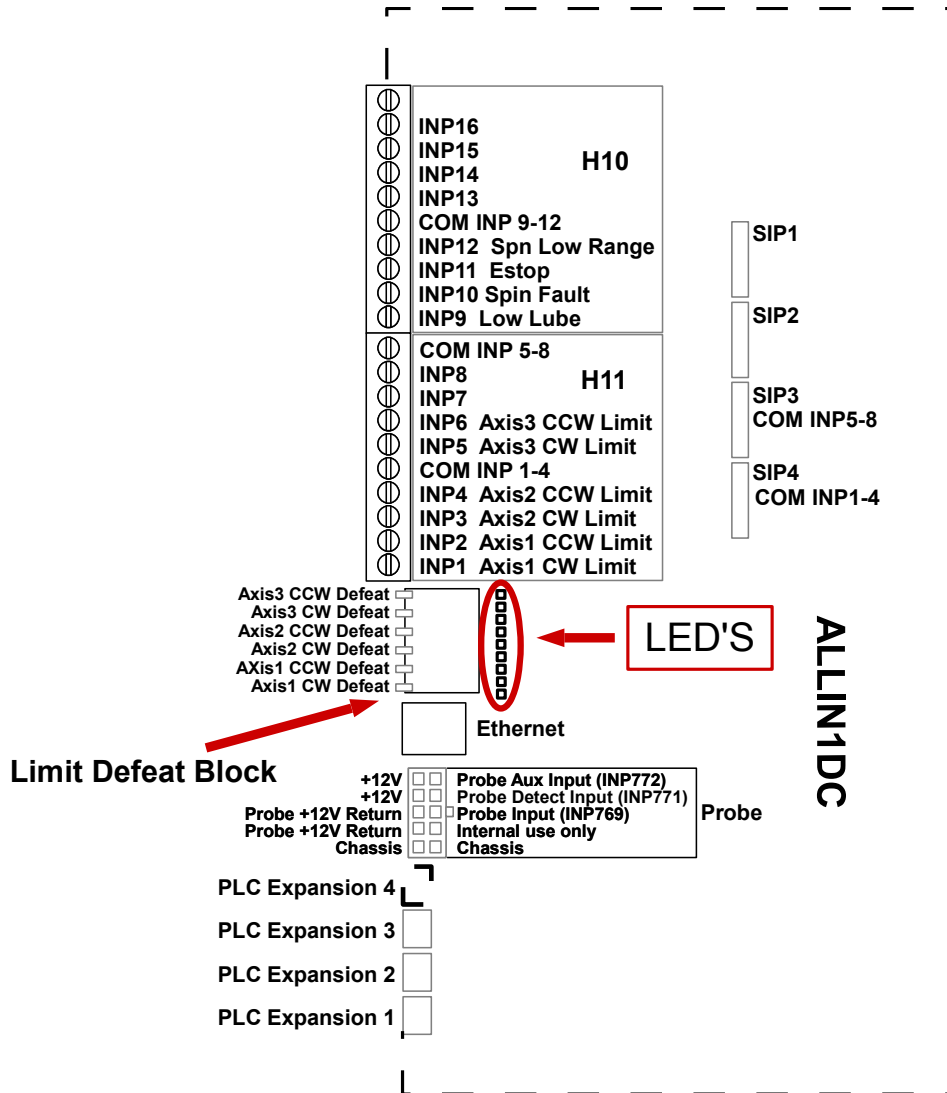 INP16
INP15
INP14
INP13
COM INP 9-12
INP12 Spn Low Range
INP11 Estop
INP10 Spin Fault
INP9 Low Lube
H10
COM INP 5-8
INP8
INP7
INP6 Axis3 CCW Limit
INP5 Axis3 CW Limit
COM INP 1-4
INP4 Axis2 CCW Limit
INP3 Axis2 CW Limit
INP2 Axis1 CCW Limit
INP1 Axis1 CW Limit
H11
SIP1
SIP2
SIP3
COM INP5-8
SIP4
COM INP1-4
Axis3 CCW Defeat
Axis3 CW Defeat
Axis2 CCW Defeat
Axis2 CW Defeat
AXis1 CCW Defeat
Axis1 CW Defeat
LED'S
ALLIN1DC
Limit Defeat Block
Ethernet
+12V Probe Aux Input (INP772)
+12V Probe Detect Input (INP771)
Probe +12V Return Probe Input (INP769)
Probe +12V Return Internal use only
Chassis Chassis
Probe
PLC Expansion 4
PLC Expansion 3
PLC Expansion 2
PLC Expansion 1